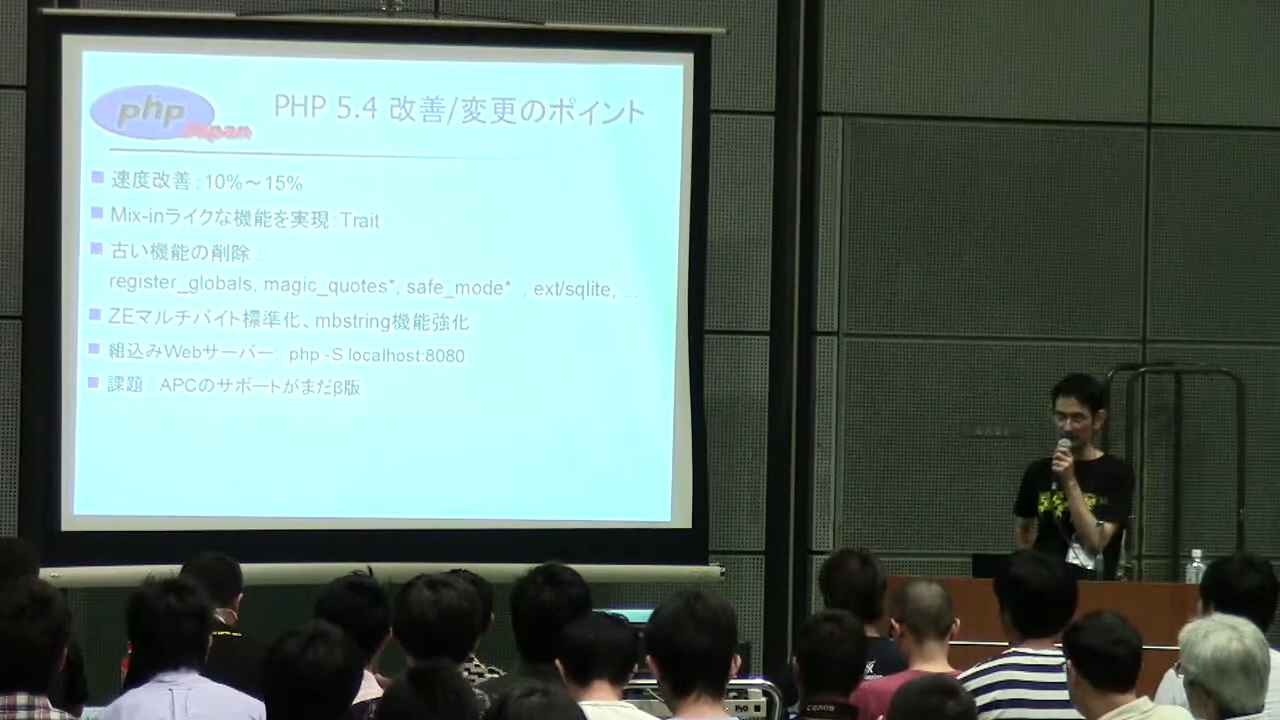 php
Japan
PHP 5.4 改善/変更のポイント
速度改善：10%～15%
Mix-inライクな機能を実現：Trait
古い機能の削除：
register_globals, magic_quotes*, safe_mode* , ext/sqlite, …
ZEマルチバイト標準化、mbstring機能強化
組込みWebサーバー： php -S localhost:8080
課題： APCのサポートがまだβ版
Canon